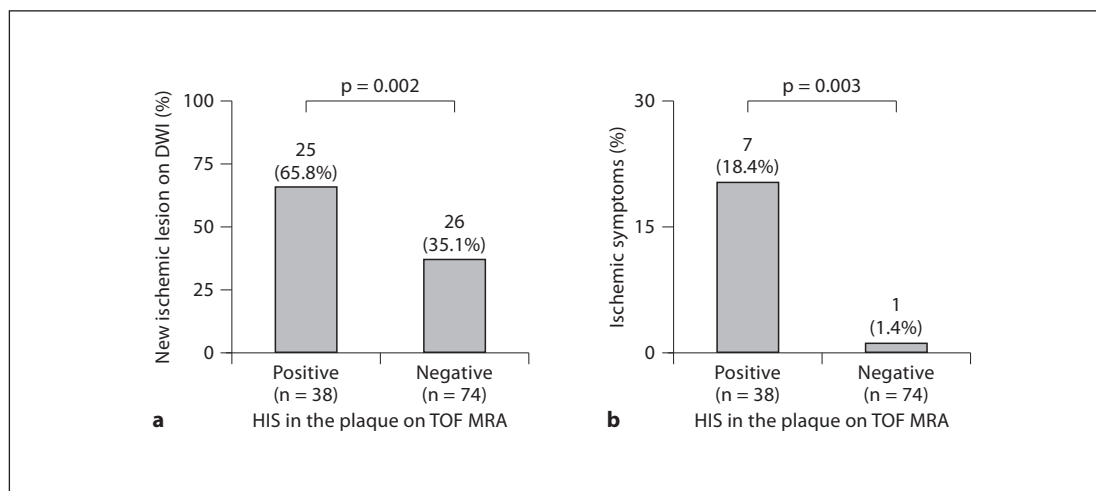 p = 0.002
New ischemic lesion on DWI (%)
100
75
50
25
0
25
(65.8%)
26
(35.1%)
Positive
(n = 38)
Negative
(n = 74)
a
HIS in the plaque on TOF MRA
p = 0.003
Ischemic symptoms (%)
30
15
0
7
(18.4%)
1
(1.4%)
Positive
(n = 38)
Negative
(n = 74)
b
HIS in the plaque on TOF MRA